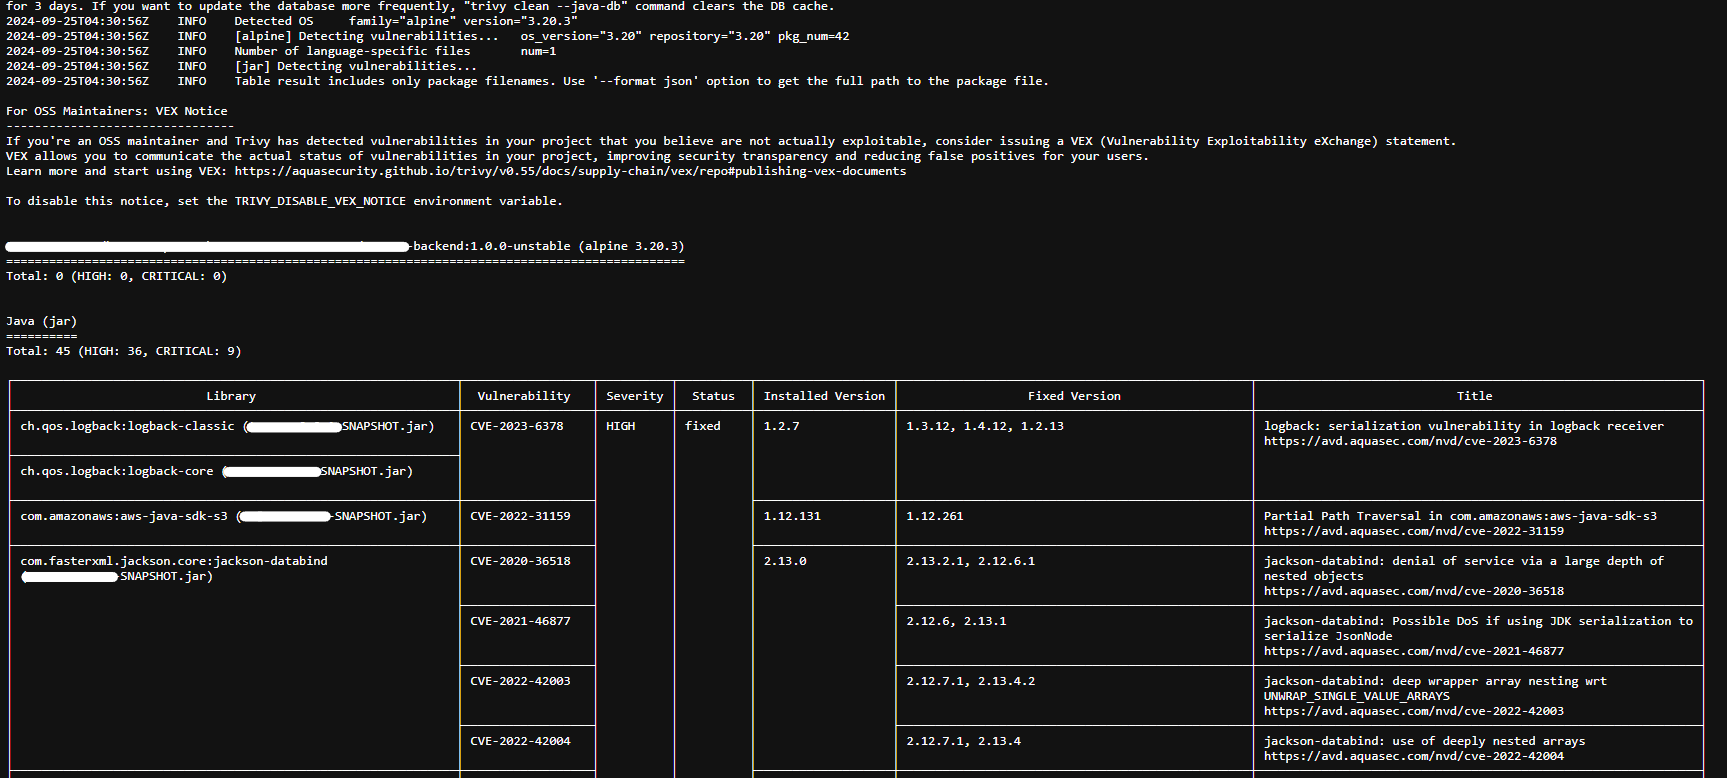 for 3 days. If you want to update the database more frequently, "trivy clean --java-db" command clears the DB cache.
2024-09-25T04:30:56Z INFO Detected OS family="alpine" version="3.20.3"
2024-09-25T04:30:56Z INFO [alpine] Detecting vulnerabilities... os_version="3.20" repository="3.20" pkg_num=42
2024-09-25T04:30:56Z INFO Number of language-specific files num=1
2024-09-25T04:30:56Z INFO [jar] Detecting vulnerabilities...
2024-09-25T04:30:56Z INFO Table result includes only package filenames. Use '--format json' option to get the full path to the package file.
For OSS Maintainers: VEX Notice
--------------------------------
If you're an OSS maintainer and Trivy has detected vulnerabilities in your project that you believe are not actually exploitable, consider issuing a VEX (Vulnerability Exploitability eXchange) statement.
VEX allows you to communicate the actual status of vulnerabilities in your project, improving security transparency and reducing false positives for your users.
Learn more and start using VEX: https://aquasecurity.github.io/trivy/v0.55/docs/supply-chain/vex/repo#publishing-vex-documents
To disable this notice, set the TRIVY_DISABLE_VEX_NOTICE environment variable.
-backend:1.0.0-unstable (alpine 3.20.3)
===============================================================================================
Total: 0 (HIGH: 0, CRITICAL: 0)
Java (jar)
==========
Total: 45 (HIGH: 36, CRITICAL: 9)
Library Vulnerability Severity Status Installed Version Fixed Version Title
ch.qos.logback:logback-classic ( SNAPSHOT.jar) CVE-2023-6378 HIGH fixed 1.2.7 1.3.12, 1.4.12, 1.2.13 logback: serialization vulnerability in logback receiver
https://avd.aquasec.com/nvd/cve-2023-6378
ch.qos.logback:logback-core ( SNAPSHOT.jar)
com.amazonaws:aws-java-sdk-s3 ( -SNAPSHOT.jar) CVE-2022-31159 1.12.131 1.12.261 Partial Path Traversal in com.amazonaws:aws-java-sdk-s3
https://avd.aquasec.com/nvd/cve-2022-31159
com.fasterxml.jackson.core:jackson-databind CVE-2020-36518 2.13.0 2.13.2.1, 2.12.6.1 jackson-databind: denial of service via a large depth of
( SNAPSHOT.jar) nested objects
https://avd.aquasec.com/nvd/cve-2020-36518
CVE-2021-46877 2.12.6, 2.13.1 jackson-databind: Possible DoS if using JDK serialization to
serialize JsonNode
https://avd.aquasec.com/nvd/cve-2021-46877
CVE-2022-42003 2.12.7.1, 2.13.4.2 jackson-databind: deep wrapper array nesting wrt
UNWRAP_SINGLE_VALUE_ARRAYS
https://avd.aquasec.com/nvd/cve-2022-42003
CVE-2022-42004 2.12.7.1, 2.13.4 jackson-databind: use of deeply nested arrays
https://avd.aquasec.com/nvd/cve-2022-42004